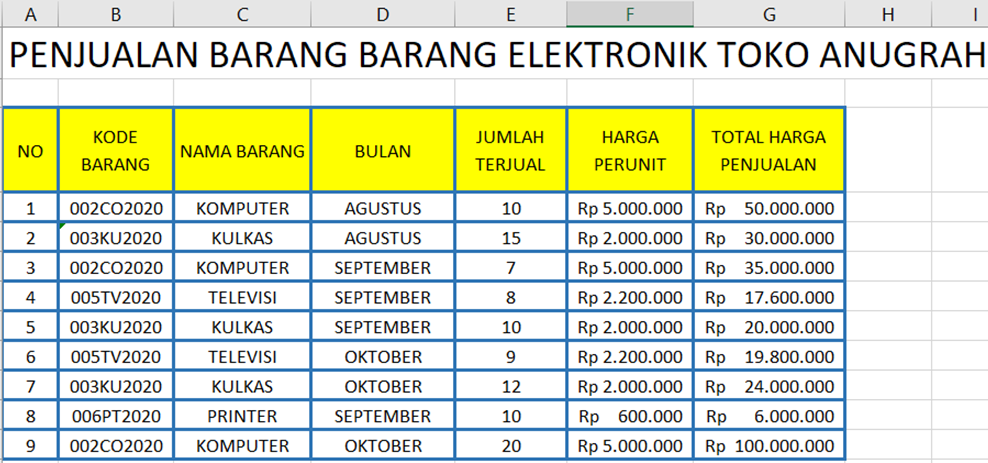 A B C D E F G H I
PENJUALAN BARANG BARANG ELEKTRONIK TOKO ANUGRAH
NO KODE BARANG NAMA BARANG BULAN JUMLAH TERJUAL HARGA PERUNIT TOTAL HARGA PENJUALAN
1 002CO2020 KOMPUTER AGUSTUS 10 Rp 5.000.000 Rp 50.000.000
2 003KU2020 KULKAS AGUSTUS 15 Rp 2.000.000 Rp 30.000.000
3 002CO2020 KOMPUTER SEPTEMBER 7 Rp 5.000.000 Rp 35.000.000
4 005TV2020 TELEVISI SEPTEMBER 8 Rp 2.200.000 Rp 17.600.000
5 003KU2020 KULKAS SEPTEMBER 10 Rp 2.000.000 Rp 20.000.000
6 005TV2020 TELEVISI OKTOBER 9 Rp 2.200.000 Rp 19.800.000
7 003KU2020 KULKAS OKTOBER 12 Rp 2.000.000 Rp 24.000.000
8 006PT2020 PRINTER SEPTEMBER 10 Rp 600.000 Rp 6.000.000
9 002CO2020 KOMPUTER OKTOBER 20 Rp 5.000.000 Rp 100.000.000